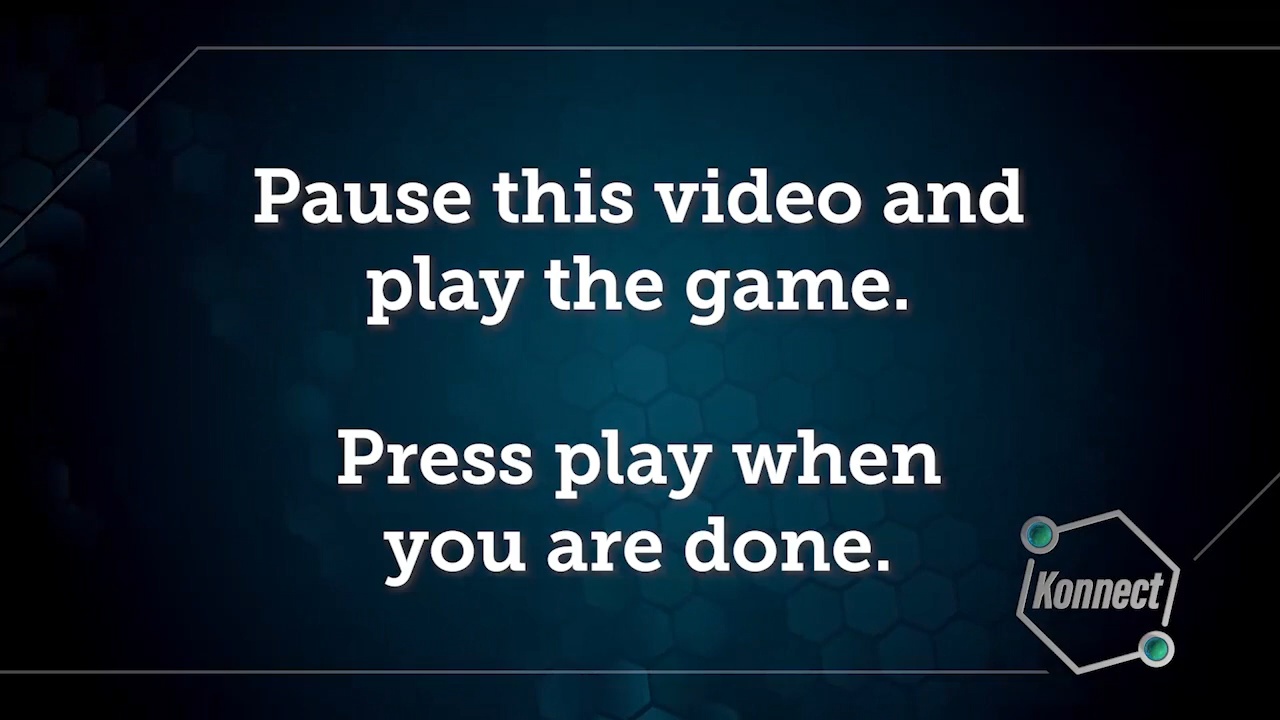 Pause this video and
play the game.
Press play when
you are done.
Konnect